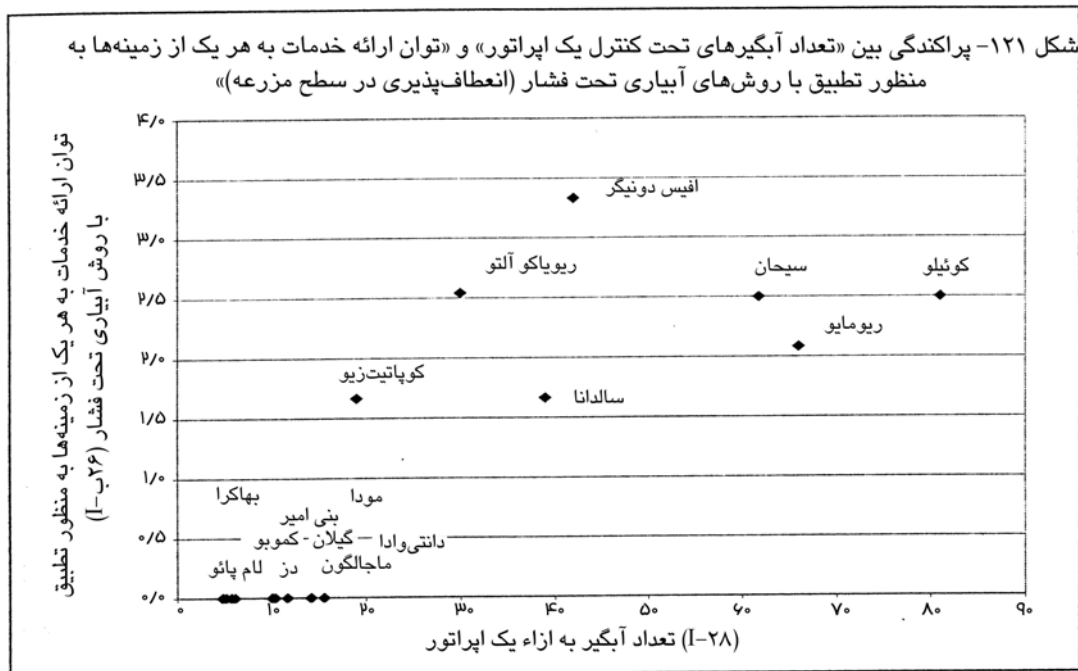 شکل ۱۲۱- پراکندگی بین «تعداد آبگیرهای تحت کنترل یک اپراتور» و «توان ارائه خدمات به هر یک از زمینه‌ها به
منظور تطبیق با روش‌های آبیاری تحت فشار (انعطاف‌پذیری در سطح مزرعه)»
توان ارائه خدمات به هر یک از زمینه‌ها به منظور تطبیق
با روش آبیاری تحت فشار (۲۶ب-I)
۴/۰
۳/۵
۳/۰
۲/۵
۲/۰
۱/۵
۱/۰
۰/۵
۰/۰
افیس دونیگر
ریویاکو آلتو
سیحان
کوئیلو
ریومایو
کوپاتیت‌زیو
سالدانا
بهاکرا
مودا
بنی امیر
دانتی‌وادا – گیلان - کموبو
لام پائو
دز
ماجالگون
۰ ۱۰ ۲۰ ۳۰ ۴۰ ۵۰ ۶۰ ۷۰ ۸۰ ۹۰
(I-۲۸) تعداد آبگیر به ازاء یک اپراتور